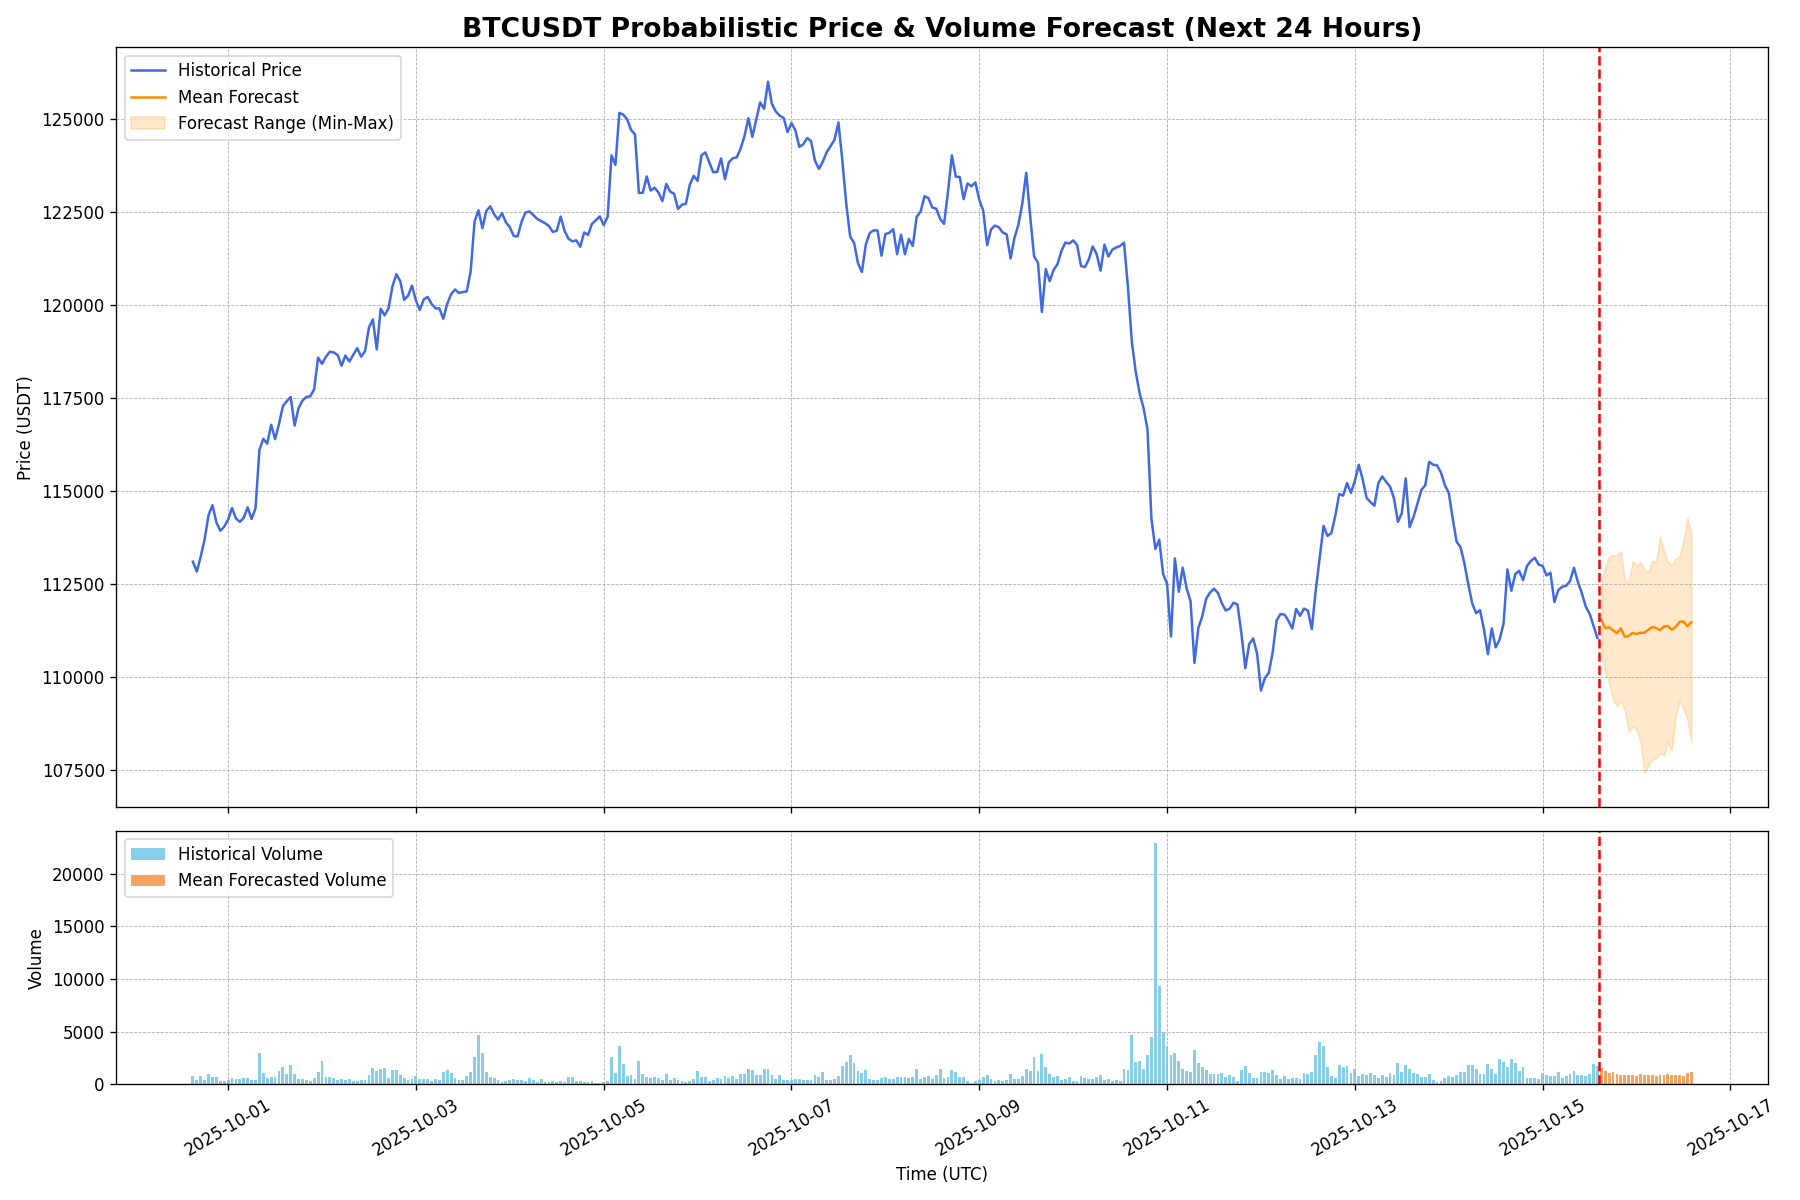 BTCUSDT Probabilistic Price & Volume Forecast (Next 24 Hours)
Historical Price
Mean Forecast
Forecast Range (Min-Max)
Price (USDT)
125000
122500
120000
117500
115000
112500
110000
107500
Historical Volume
Mean Forecasted Volume
Volume
20000
15000
10000
5000
0
2025-10-01
2025-10-03
2025-10-05
2025-10-07
2025-10-09
2025-10-11
2025-10-13
2025-10-15
2025-10-17
Time (UTC)